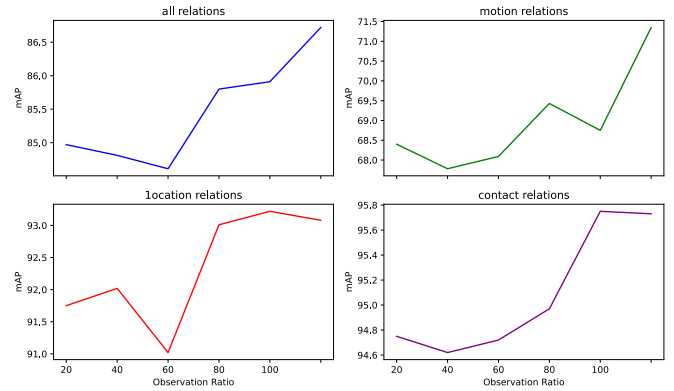 all relations
mAP
86.5
86.0
85.5
85.0
motion relations
mAP
71.5
71.0
70.5
70.0
69.5
69.0
68.5
68.0
1ocation relations
mAP
93.0
92.5
92.0
91.5
91.0
20 40 60 80 100
Observation Ratio
contact relations
mAP
95.8
95.6
95.4
95.2
95.0
94.8
94.6
20 40 60 80 100
Observation Ratio